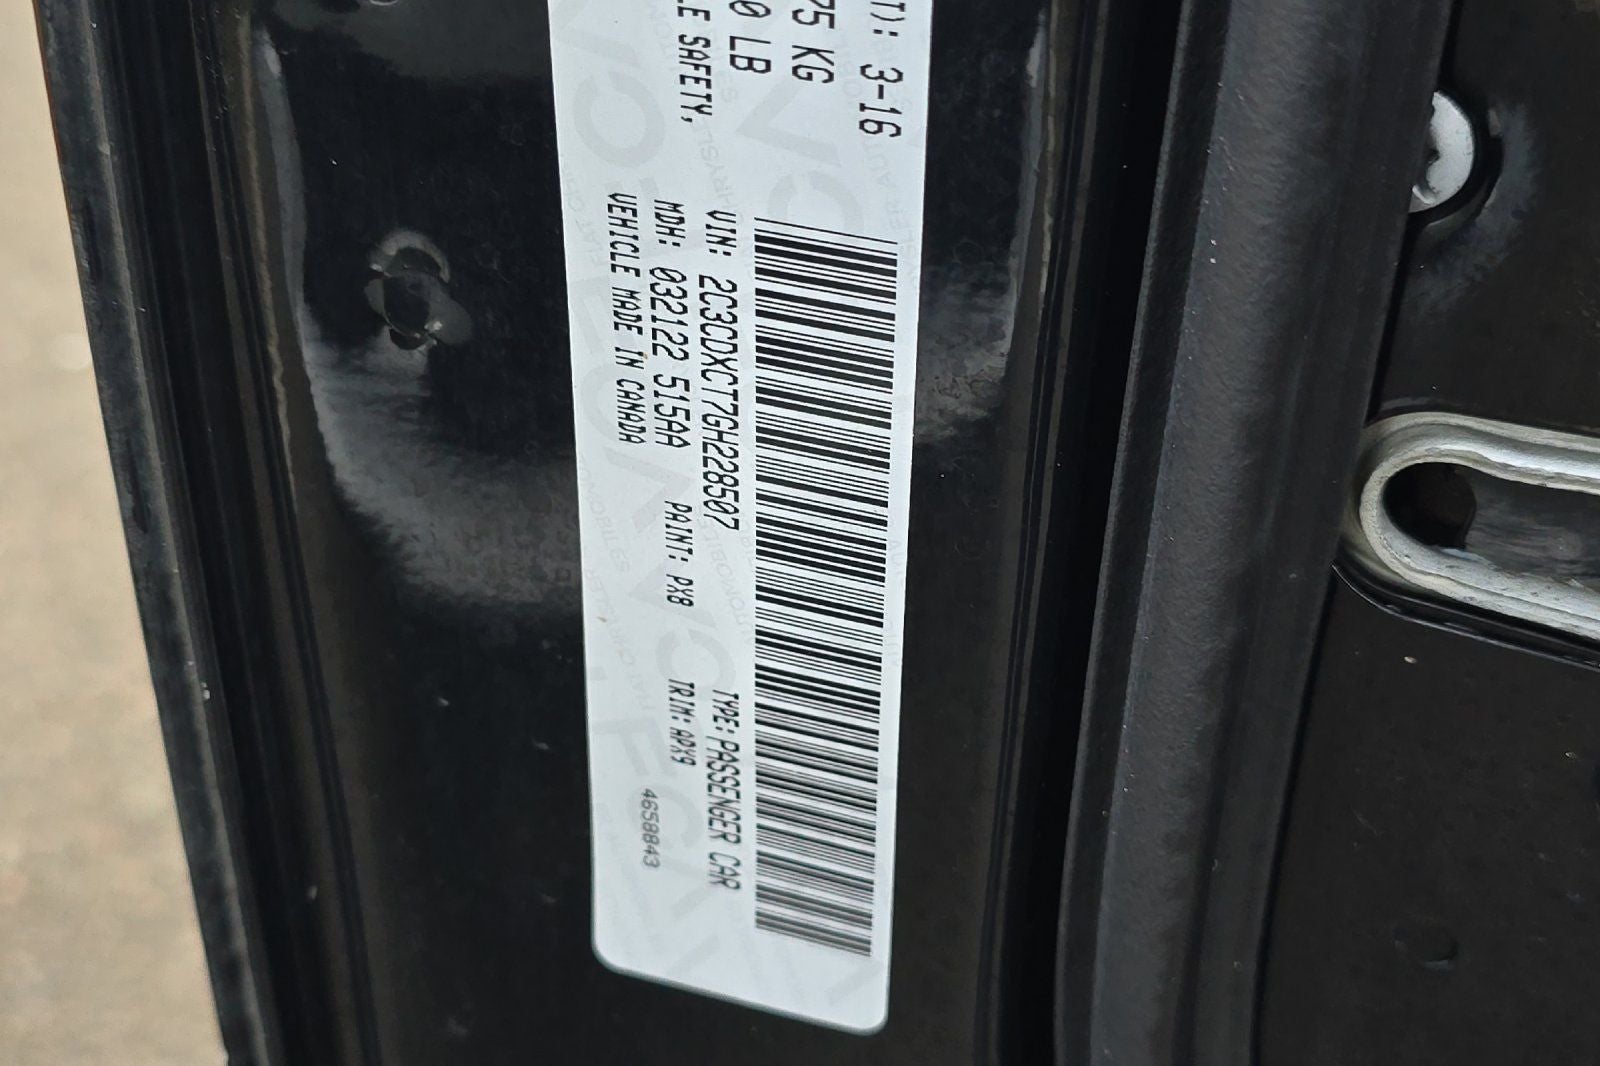 T): 3-16
75 KG
0 LB
LE SAFETY,
VIN: 2C3CDXCT7GH228507 TYPE: PASSENGER CAR
MDH: 032122 515AA PAINT: PX8 TRIM: APX9
VEHICLE MADE IN CANADA 4658843